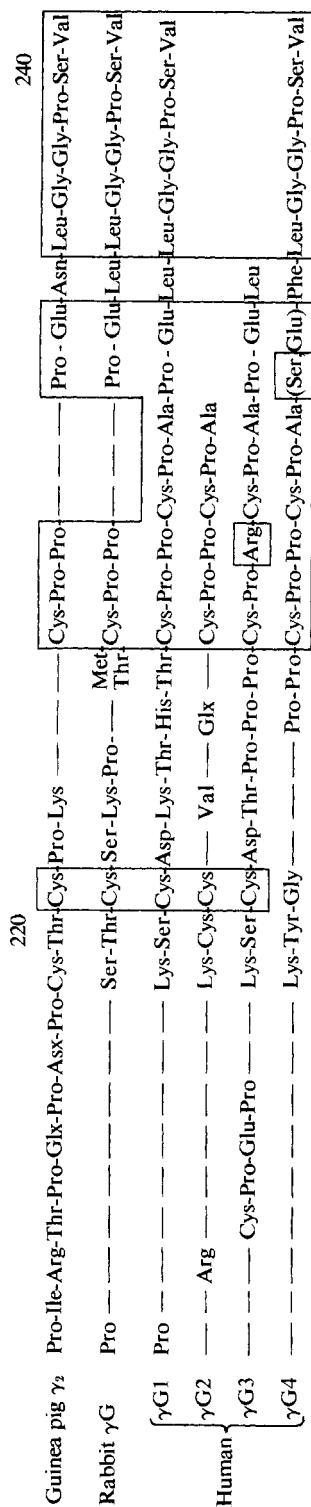 220 240
Guinea pig γ₂ Pro-Ile-Arg-Thr-Pro-Glx-Pro-Asx-Pro-Cys-Thr-Cys-Pro-Lys — — — — Cys-Pro-Pro — — — — Pro - Glu-Asn-Leu-Gly-Gly-Pro-Ser-Val
Met-
Rabbit γG Pro — — — — — — — — Ser-Thr-Cys-Ser-Lys-Pro — Thr-Cys-Pro-Pro — — — — Pro - Glu-Leu-Leu-Gly-Gly-Pro-Ser-Val
Human
γG1 Pro — — — — — — — — Lys-Ser-Cys-Asp-Lys-Thr-His-Thr-Cys-Pro-Pro-Cys-Pro-Ala-Pro - Glu-Leu-Leu-Gly-Gly-Pro-Ser-Val
γG2 — — Arg — — — — — — Lys-Cys-Cys — Val — Glx — Cys-Pro-Pro-Cys-Pro-Ala
γG3 — — — — Cys-Pro-Glu-Pro — — Lys-Ser-Cys-Asp-Thr-Pro-Pro-Pro-Cys-Pro-Arg-Cys-Pro-Ala-Pro - Glu-Leu
γG4 — — — — — — — — — Lys-Tyr-Gly — — — Pro-Pro-Cys-Pro-Pro-Cys-Pro-Ala-(Ser,Glu)-Phe-Leu-Gly-Gly-Pro-Ser-Val